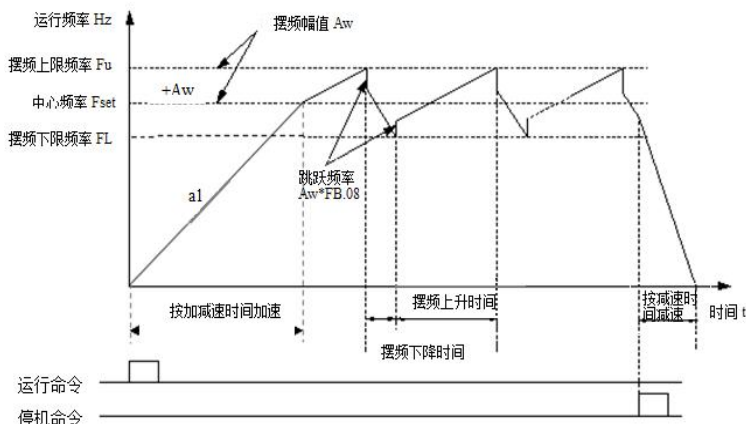 运行频率 Hz
摆频幅值 Aw
摆频上限频率 Fu
+Aw
中心频率 Fset
摆频下限频率 FL
跳跃频率
Aw*FB.08
a1
按加减速时间加速
摆频上升时间
按减速时
间减速
时间 t
摆频下降时间
运行命令
停机命令